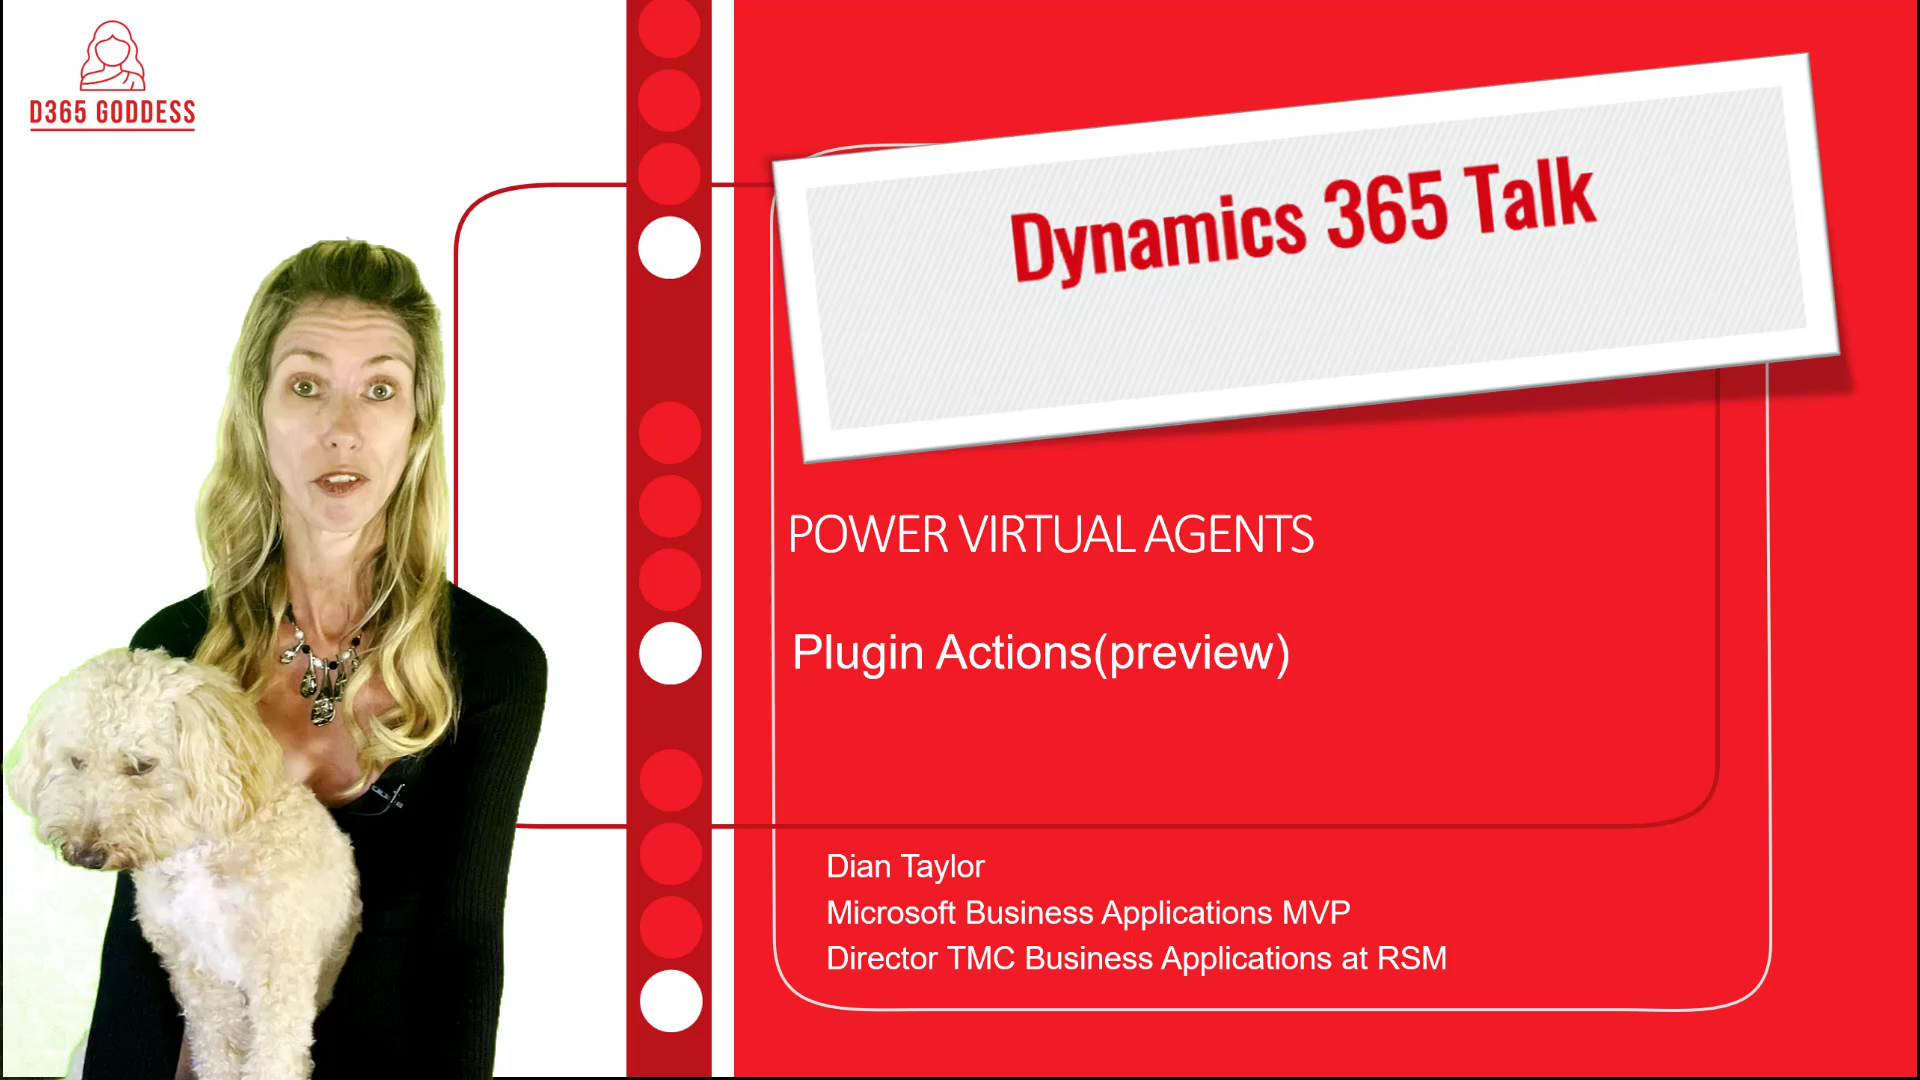 D365 GODDESS
Dynamics 365 Talk
POWER VIRTUAL AGENTS
Plugin Actions(preview)
Dian Taylor
Microsoft Business Applications MVP
Director TMC Business Applications at RSM